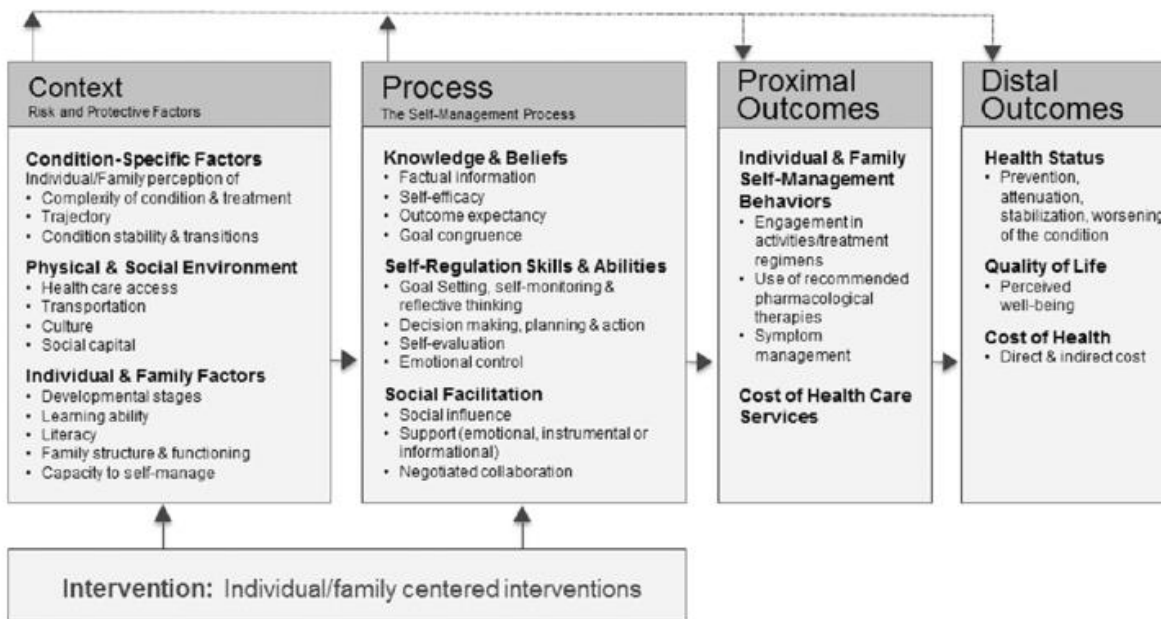 Context
Risk and Protective Factors
Condition-Specific Factors
Individual/Family perception of
• Complexity of condition & treatment
• Trajectory
• Condition stability & transitions
Physical & Social Environment
• Health care access
• Transportation
• Culture
• Social capital
Individual & Family Factors
• Developmental stages
• Learning ability
• Literacy
• Family structure & functioning
• Capacity to self-manage
Process
The Self-Management Process
Knowledge & Beliefs
• Factual information
• Self-efficacy
• Outcome expectancy
• Goal congruence
Self-Regulation Skills & Abilities
• Goal Setting, self-monitoring &
reflective thinking
• Decision making, planning & action
• Self-evaluation
• Emotional control
Social Facilitation
• Social influence
• Support (emotional, instrumental or
informational)
• Negotiated collaboration
Proximal
Outcomes
Individual & Family
Self-Management
Behaviors
• Engagement in
activities/treatment
regimens
• Use of recommended
pharmacological
therapies
• Symptom
management
Cost of Health Care
Services
Distal
Outcomes
Health Status
• Prevention,
attenuation,
stabilization, worsening
of the condition
Quality of Life
• Perceived
well-being
Cost of Health
• Direct & indirect cost
Intervention: Individual/family centered interventions